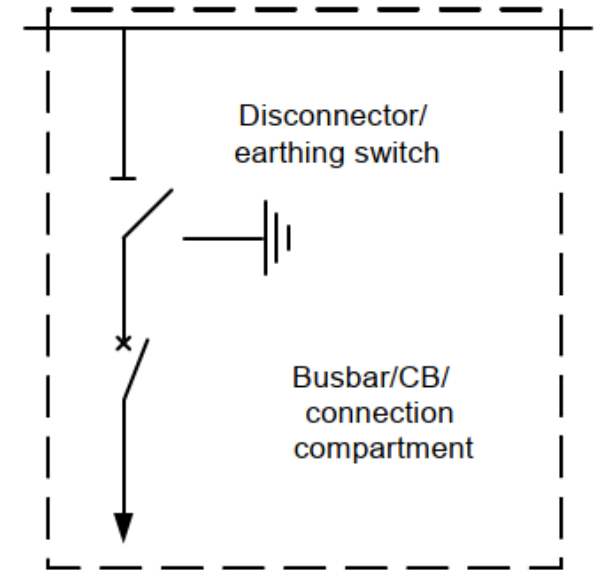 Disconnector/
earthing switch
Busbar/CB/
connection
compartment